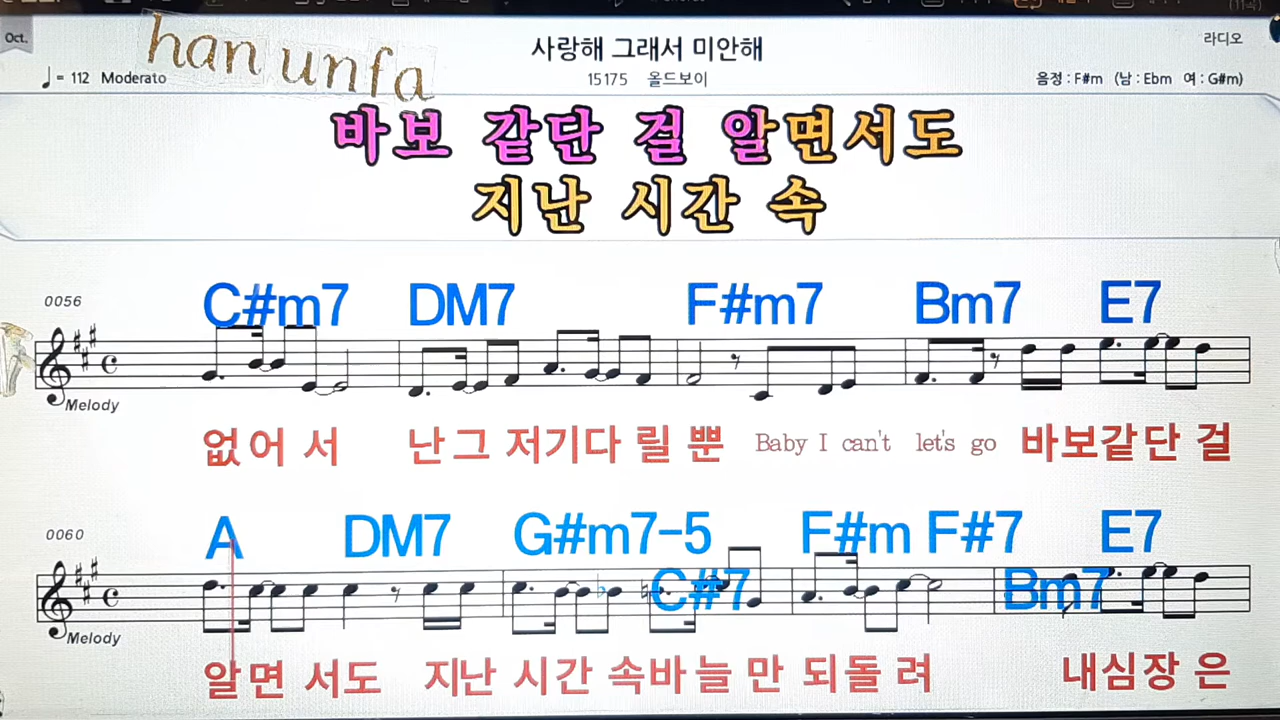 Oct.
han unfa
사랑해 그래서 미안해
라디오
♩= 112 Moderato
15175 올드보이
음정 : F#m (남 : Ebm 여 : G#m)
바보 같단 걸 알면서도
지난 시간 속
0056
C#m7 DM7 F#m7 Bm7 E7
Melody
없어 서 난그 저기다 릴 뿐 Baby I can't let's go 바보같단 걸
0060
A DM7 G#m7-5 F#m F#7 E7
C#7 Bm7
Melody
알면 서도 지난 시간 속바늘 만 되돌 려 내심장 은